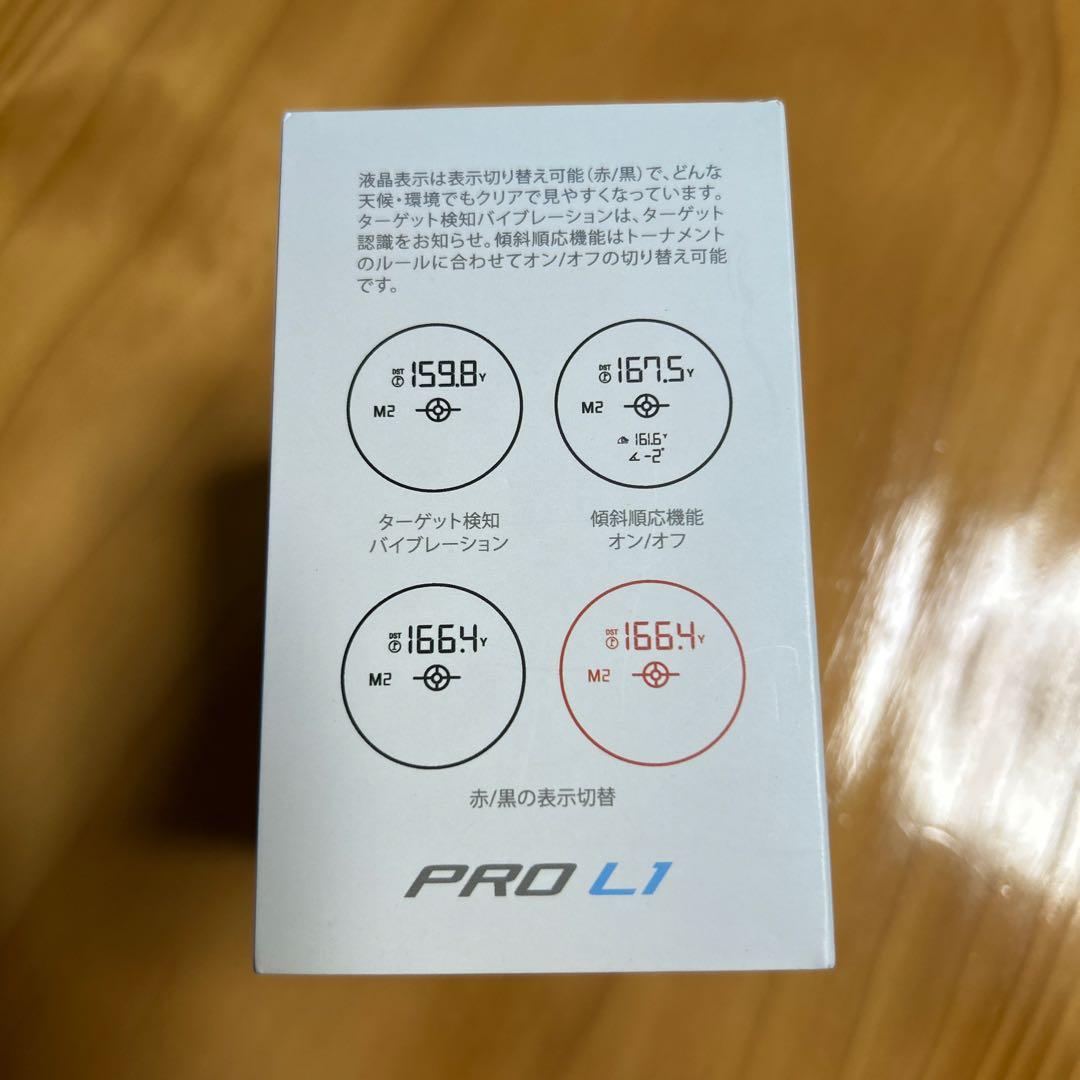 液晶表示は表示切り替え可能（赤/黒）で、どんな
天候・環境でもクリアで見やすくなっています。
ターゲット検知バイブレーションは、ターゲット
認識をお知らせ。傾斜順応機能はトーナメント
のルールに合わせてオン/オフの切り替え可能
です。
DST 159.8Y
M2
DST 167.5Y
M2
161.6Y
-2°
ターゲット検知
バイブレーション
傾斜順応機能
オン/オフ
DST 166.4Y
M2
DST 166.4Y
M2
赤/黒の表示切替
PRO L1